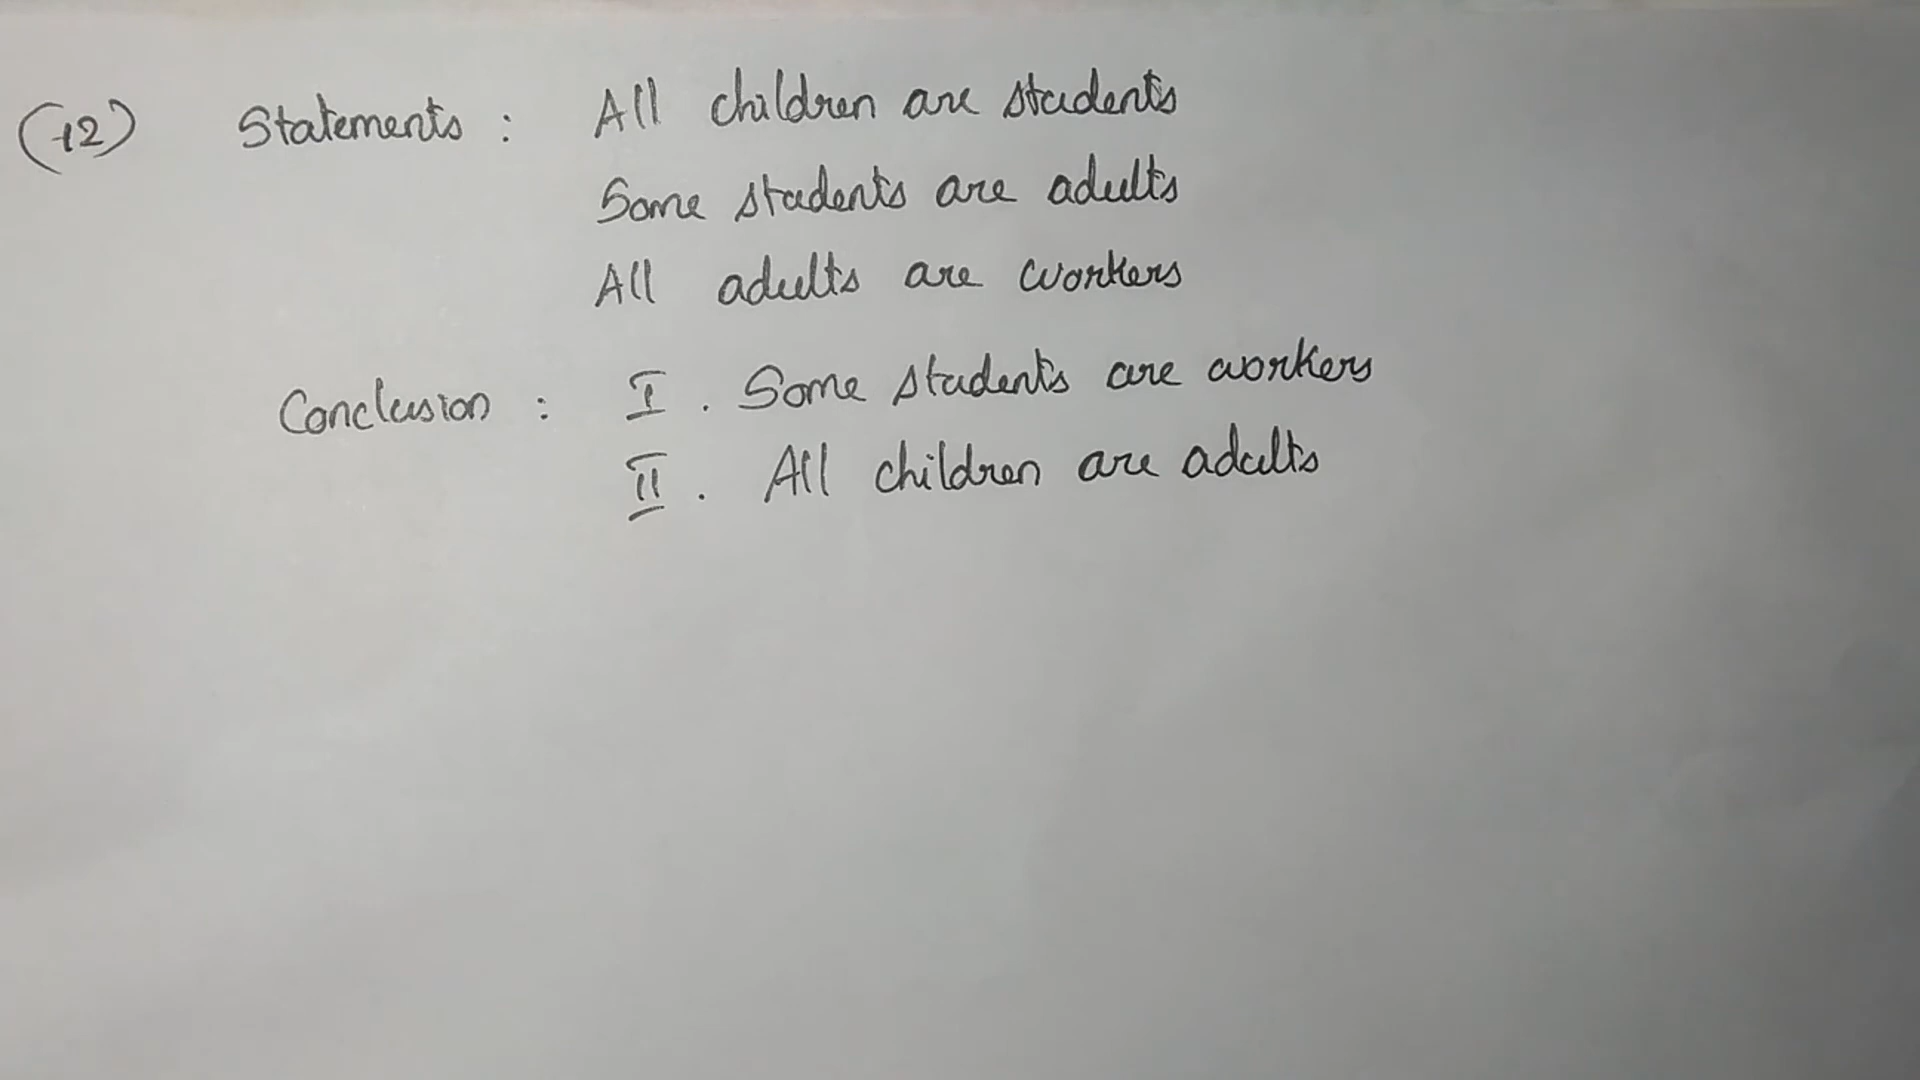 (12) Statements : All children are students
Some students are adults
All adults are workers
Conclusion : I . Some students are workers
II . All children are adults